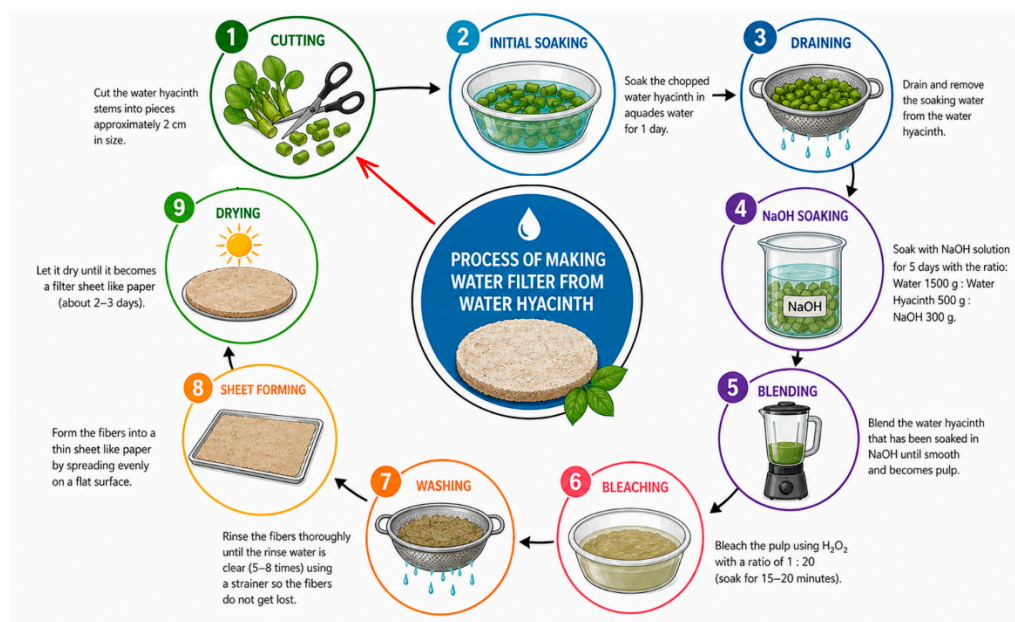 1
CUTTING
Cut the water hyacinth
stems into pieces
approximately 2 cm
in size.
2
INITIAL SOAKING
Soak the chopped
water hyacinth in
aquades water
for 1 day.
3
DRAINING
Drain and remove
the soaking water
from the water
hyacinth.
PROCESS OF MAKING
WATER FILTER FROM
WATER HYACINTH
4
NaOH SOAKING
NaOH
Soak with NaOH solution
for 5 days with the ratio:
Water 1500 g : Water
Hyacinth 500 g :
NaOH 300 g.
5
BLENDING
Blend the water hyacinth
that has been soaked in
NaOH until smooth
and becomes pulp.
6
BLEACHING
Bleach the pulp using H₂O₂
with a ratio of 1 : 20
(soak for 15–20 minutes).
7
WASHING
Rinse the fibers thoroughly
until the rinse water is
clear (5–8 times) using
a strainer so the fibers
do not get lost.
8
SHEET FORMING
Form the fibers into a
thin sheet like paper
by spreading evenly
on a flat surface.
9
DRYING
Let it dry until it becomes
a filter sheet like paper
(about 2–3 days).